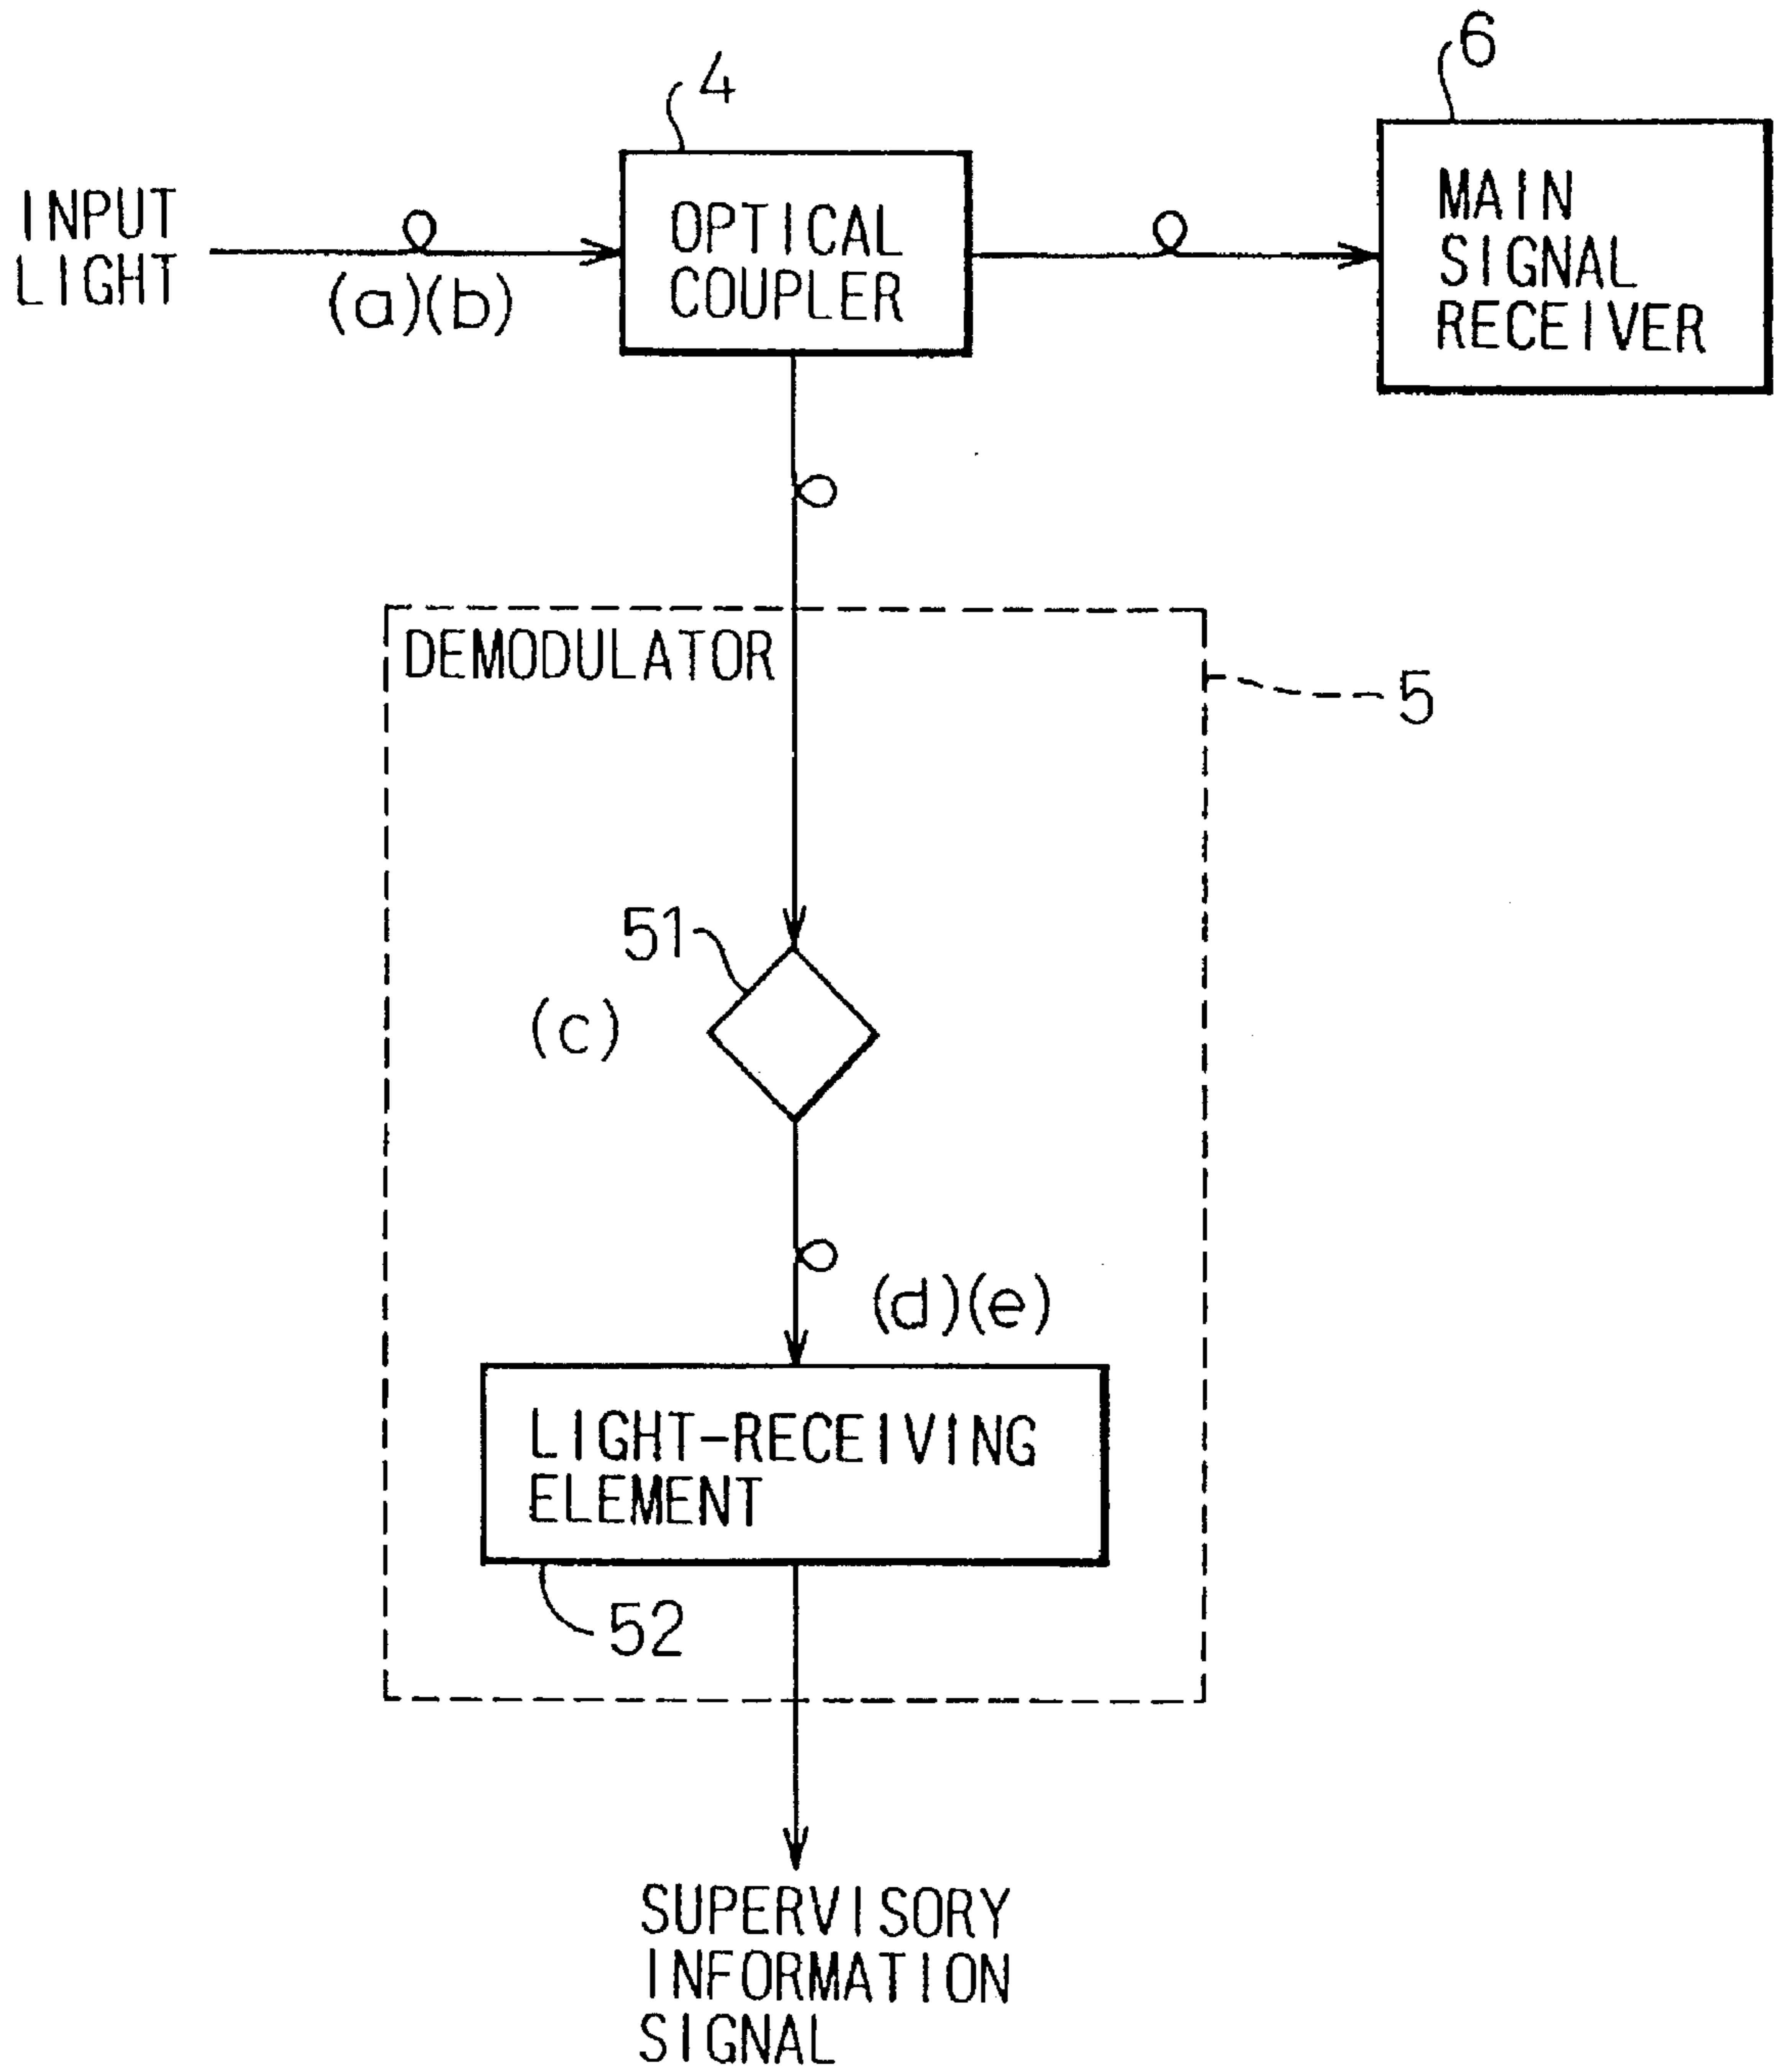 4
6
INPUT
LIGHT
(a)(b)
OPTICAL
COUPLER
MAIN
SIGNAL
RECEIVER
DEMODULATOR
5
51
(c)
(d)(e)
LIGHT-RECEIVING
ELEMENT
52
SUPERVISORY
INFORMATION
SIGNAL